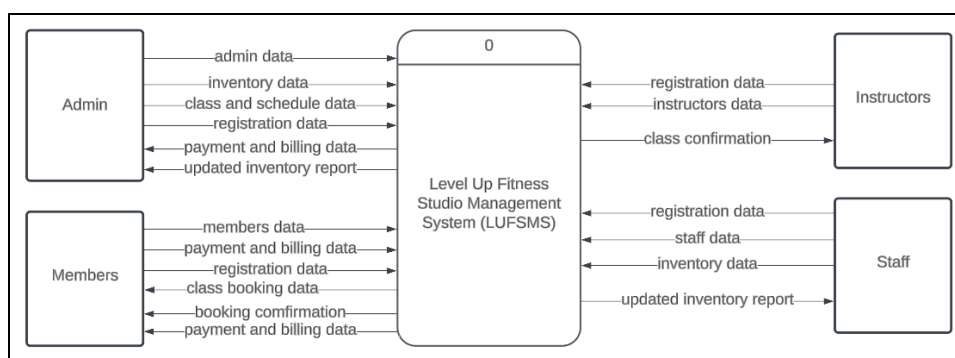 0
Level Up Fitness
Studio Management
System (LUFSMS)
Admin
admin data
inventory data
class and schedule data
registration data
payment and billing data
updated inventory report
Members
members data
payment and billing data
registration data
class booking data
booking comfirmation
payment and billing data
Instructors
registration data
instructors data
class confirmation
Staff
registration data
staff data
inventory data
updated inventory report